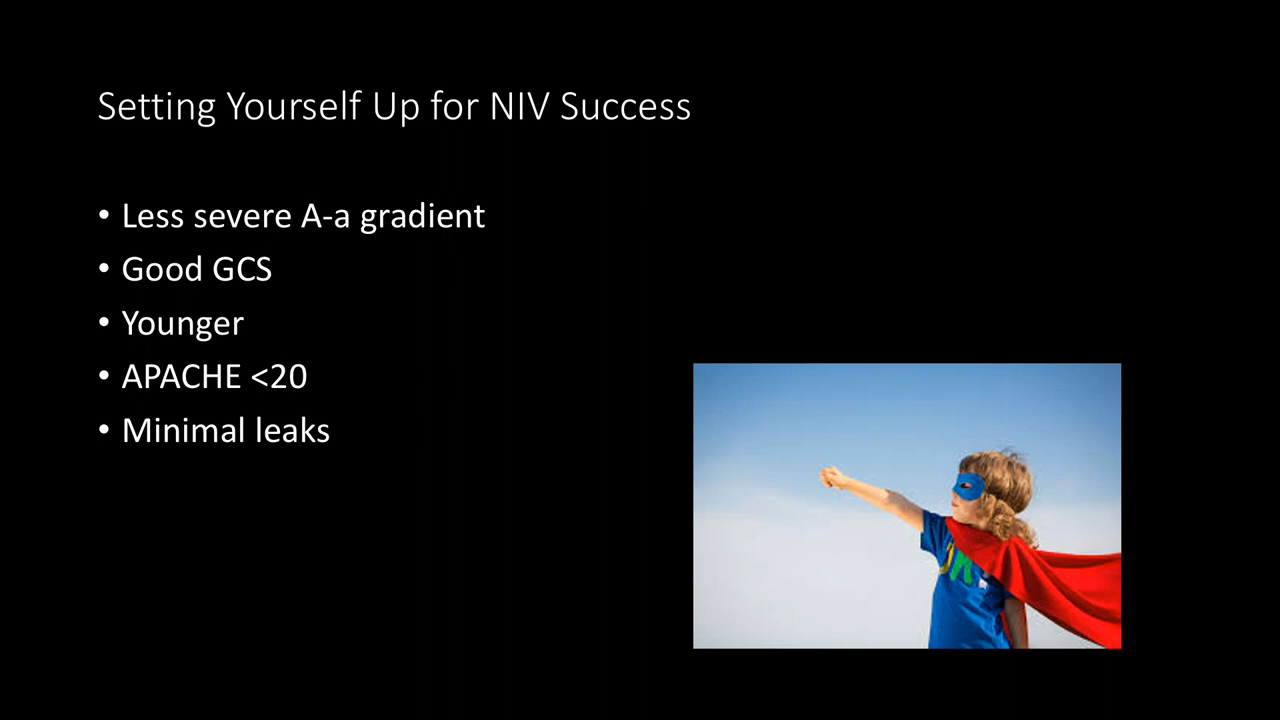 Setting Yourself Up for NIV Success
• Less severe A-a gradient
• Good GCS
• Younger
• APACHE <20
• Minimal leaks